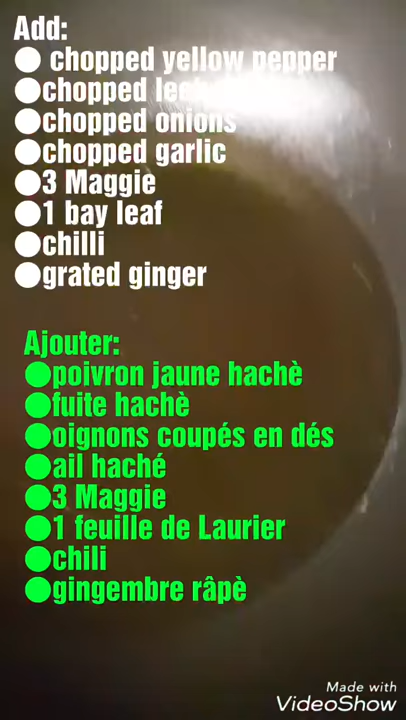 Add:
● chopped yellow pepper
●chopped
●chopped onions
●chopped garlic
●3 Maggie
●1 bay leaf
●chilli
●grated ginger
Ajouter:
●poivron jaune hachè
●fuite hachè
●oignons coupés en dés
●ail haché
●3 Maggie
●1 feuille de Laurier
●chili
●gingembre râpè
Made with
VideoShow